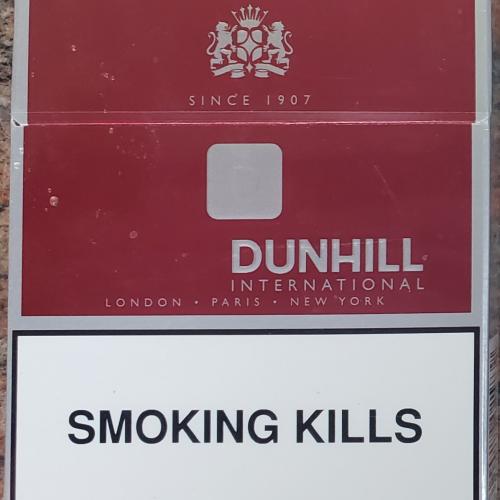 SINCE 1907
DUNHILL
INTERNATIONAL
LONDON • PARIS • NEW YORK
SMOKING KILLS